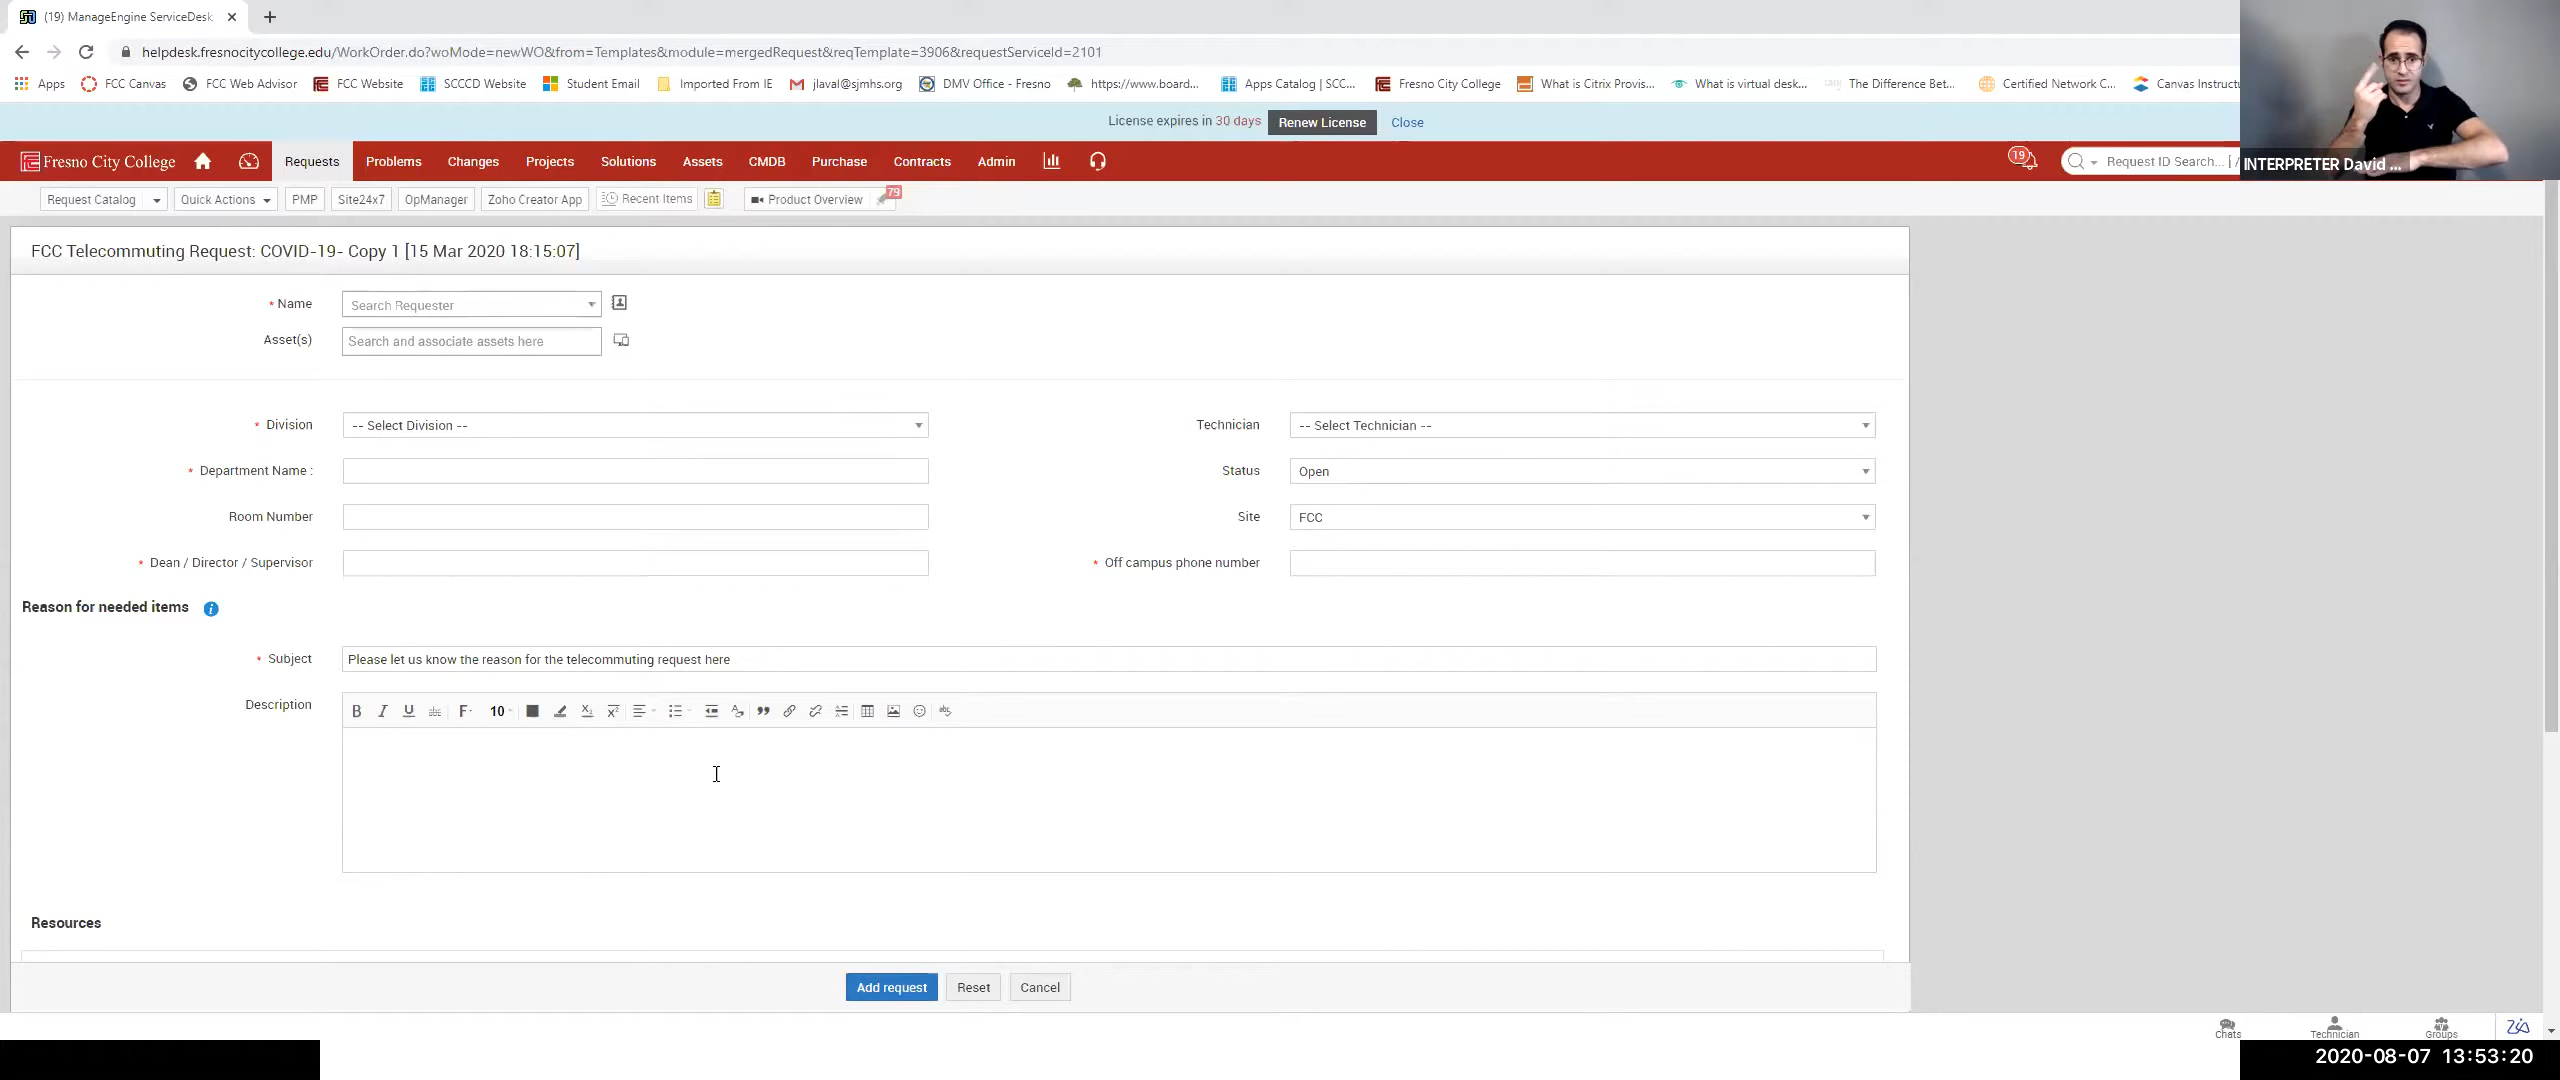 (19) ManageEngine ServiceDesk
helpdesk.fresnocitycollege.edu/WorkOrder.do?woMode=newWO&from=Templates&module=mergedRequest&reqTemplate=3906&requestServiceId=2101
Apps FCC Canvas FCC Web Advisor FCC Website SCCCD Website Student Email Imported From IE jlaval@sjmhs.org DMV Office - Fresno https://www.board... Apps Catalog | SCC... Fresno City College What is Citrix Provis... What is virtual desk... The Difference Bet... Certified Network C... Canvas Instruct
License expires in 30 days Renew License Close
Fresno City College Requests Problems Changes Projects Solutions Assets CMDB Purchase Contracts Admin 19 Request ID Search... [ /
INTERPRETER David ...
Request Catalog Quick Actions PMP Site24x7 OpManager Zoho Creator App Recent Items Product Overview 79
FCC Telecommuting Request: COVID-19- Copy 1 [15 Mar 2020 18:15:07]
* Name Search Requester
Asset(s) Search and associate assets here
* Division -- Select Division -- Technician -- Select Technician --
* Department Name : Status Open
Room Number Site FCC
* Dean / Director / Supervisor * Off campus phone number
Reason for needed items
* Subject Please let us know the reason for the telecommuting request here
Description B I U abc F 10
Resources
Add request Reset Cancel
Chats Technician Groups Zia
2020-08-07 13:53:20